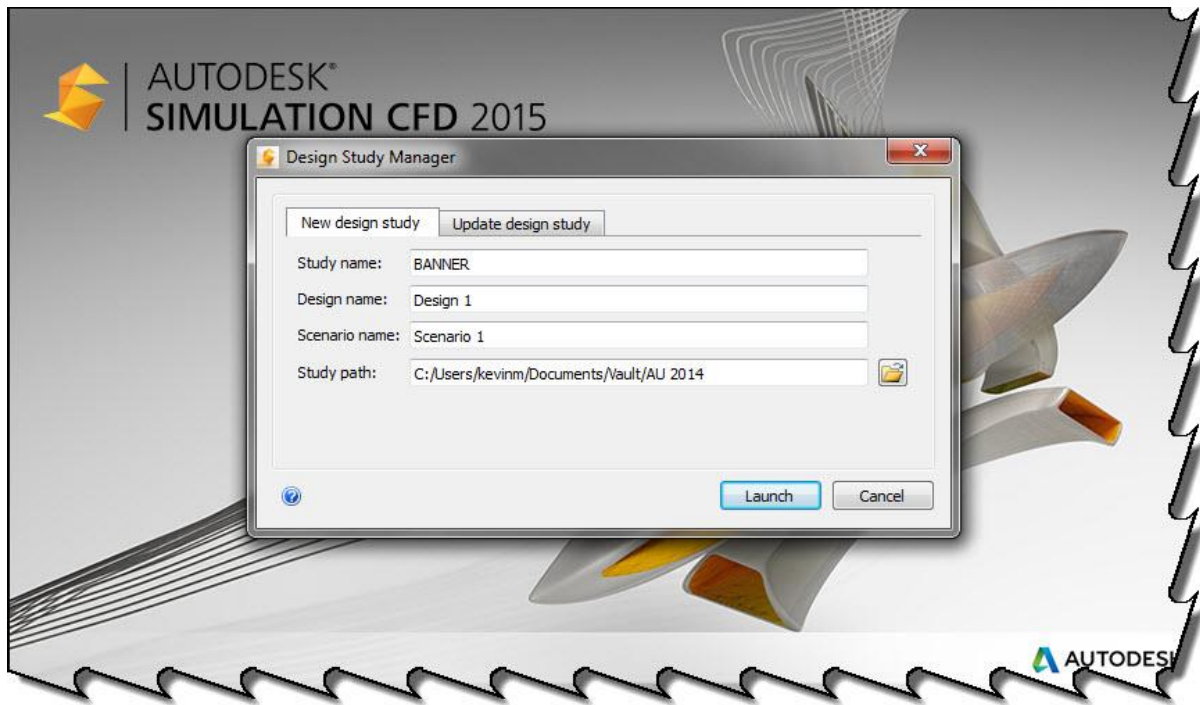 AUTODESK®
SIMULATION CFD 2015
Design Study Manager
New design study Update design study
Study name: BANNER
Design name: Design 1
Scenario name: Scenario 1
Study path: C:/Users/kevinm/Documents/Vault/AU 2014
Launch Cancel
AUTODES